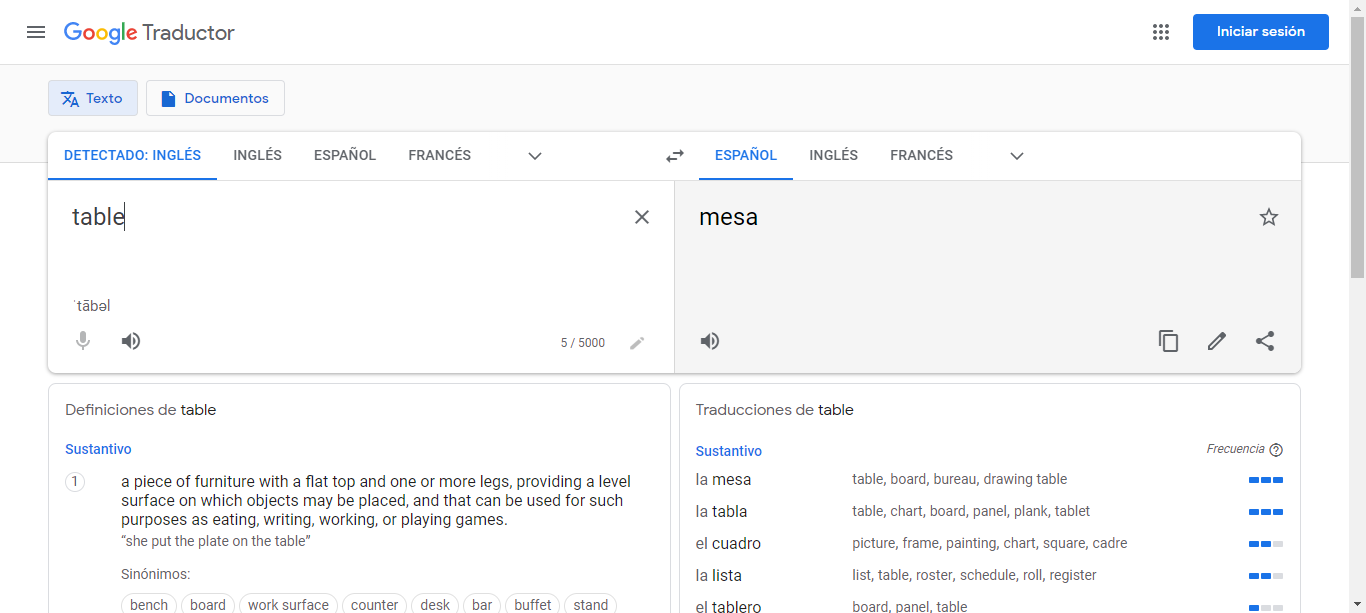 Google Traductor
Iniciar sesión
Texto
Documentos
DETECTADO: INGLÉS INGLÉS ESPAÑOL FRANCÉS
ESPAÑOL INGLÉS FRANCÉS
table
mesa
ˈtābəl
5 / 5000
Definiciones de table
Sustantivo
1
a piece of furniture with a flat top and one or more legs, providing a level
surface on which objects may be placed, and that can be used for such
purposes as eating, writing, working, or playing games.
“she put the plate on the table”
Sinónimos:
bench board work surface counter desk bar buffet stand
Traducciones de table
Sustantivo Frecuencia
la mesa table, board, bureau, drawing table
la tabla table, chart, board, panel, plank, tablet
el cuadro picture, frame, painting, chart, square, cadre
la lista list, table, roster, schedule, roll, register
el tablero board, panel, table